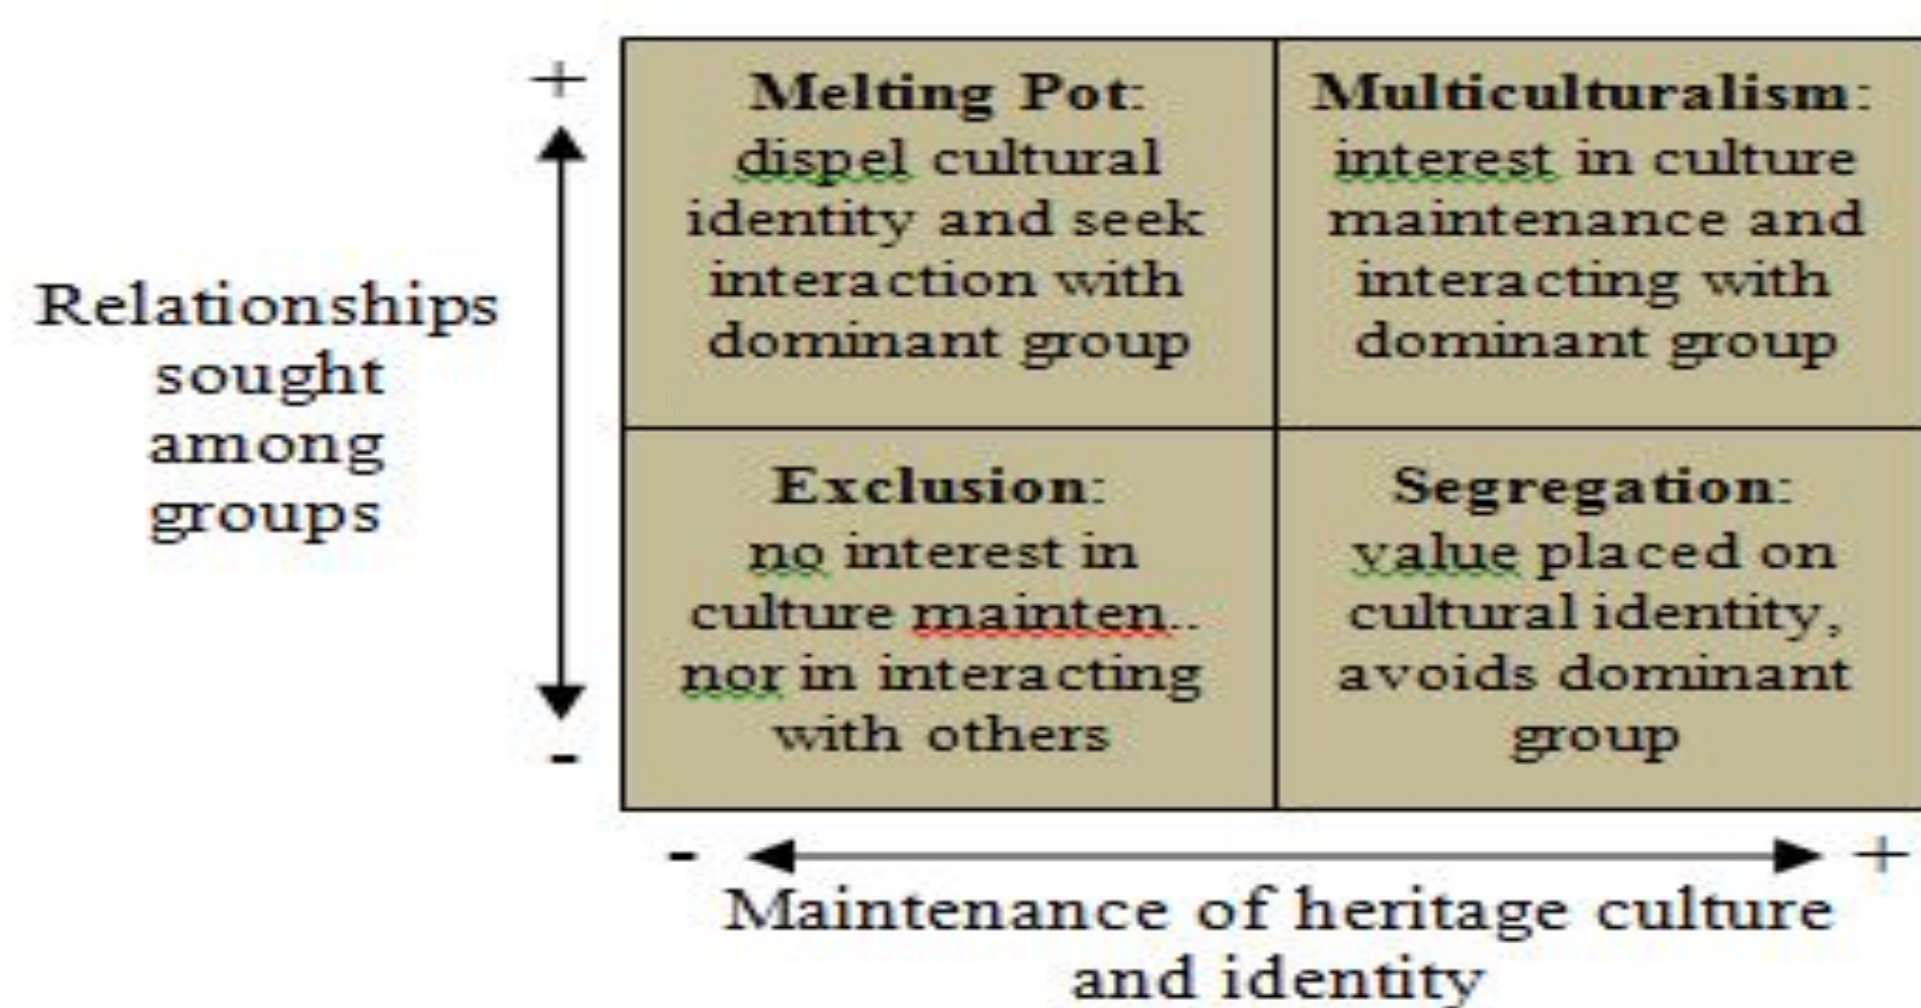 +
Relationships
sought
among
groups
-
Melting Pot:
dispel cultural
identity and seek
interaction with
dominant group
Multiculturalism:
interest in culture
maintenance and
interacting with
dominant group
Exclusion:
no interest in
culture mainten..
nor in interacting
with others
Segregation:
value placed on
cultural identity,
avoids dominant
group
- +
Maintenance of heritage culture
and identity